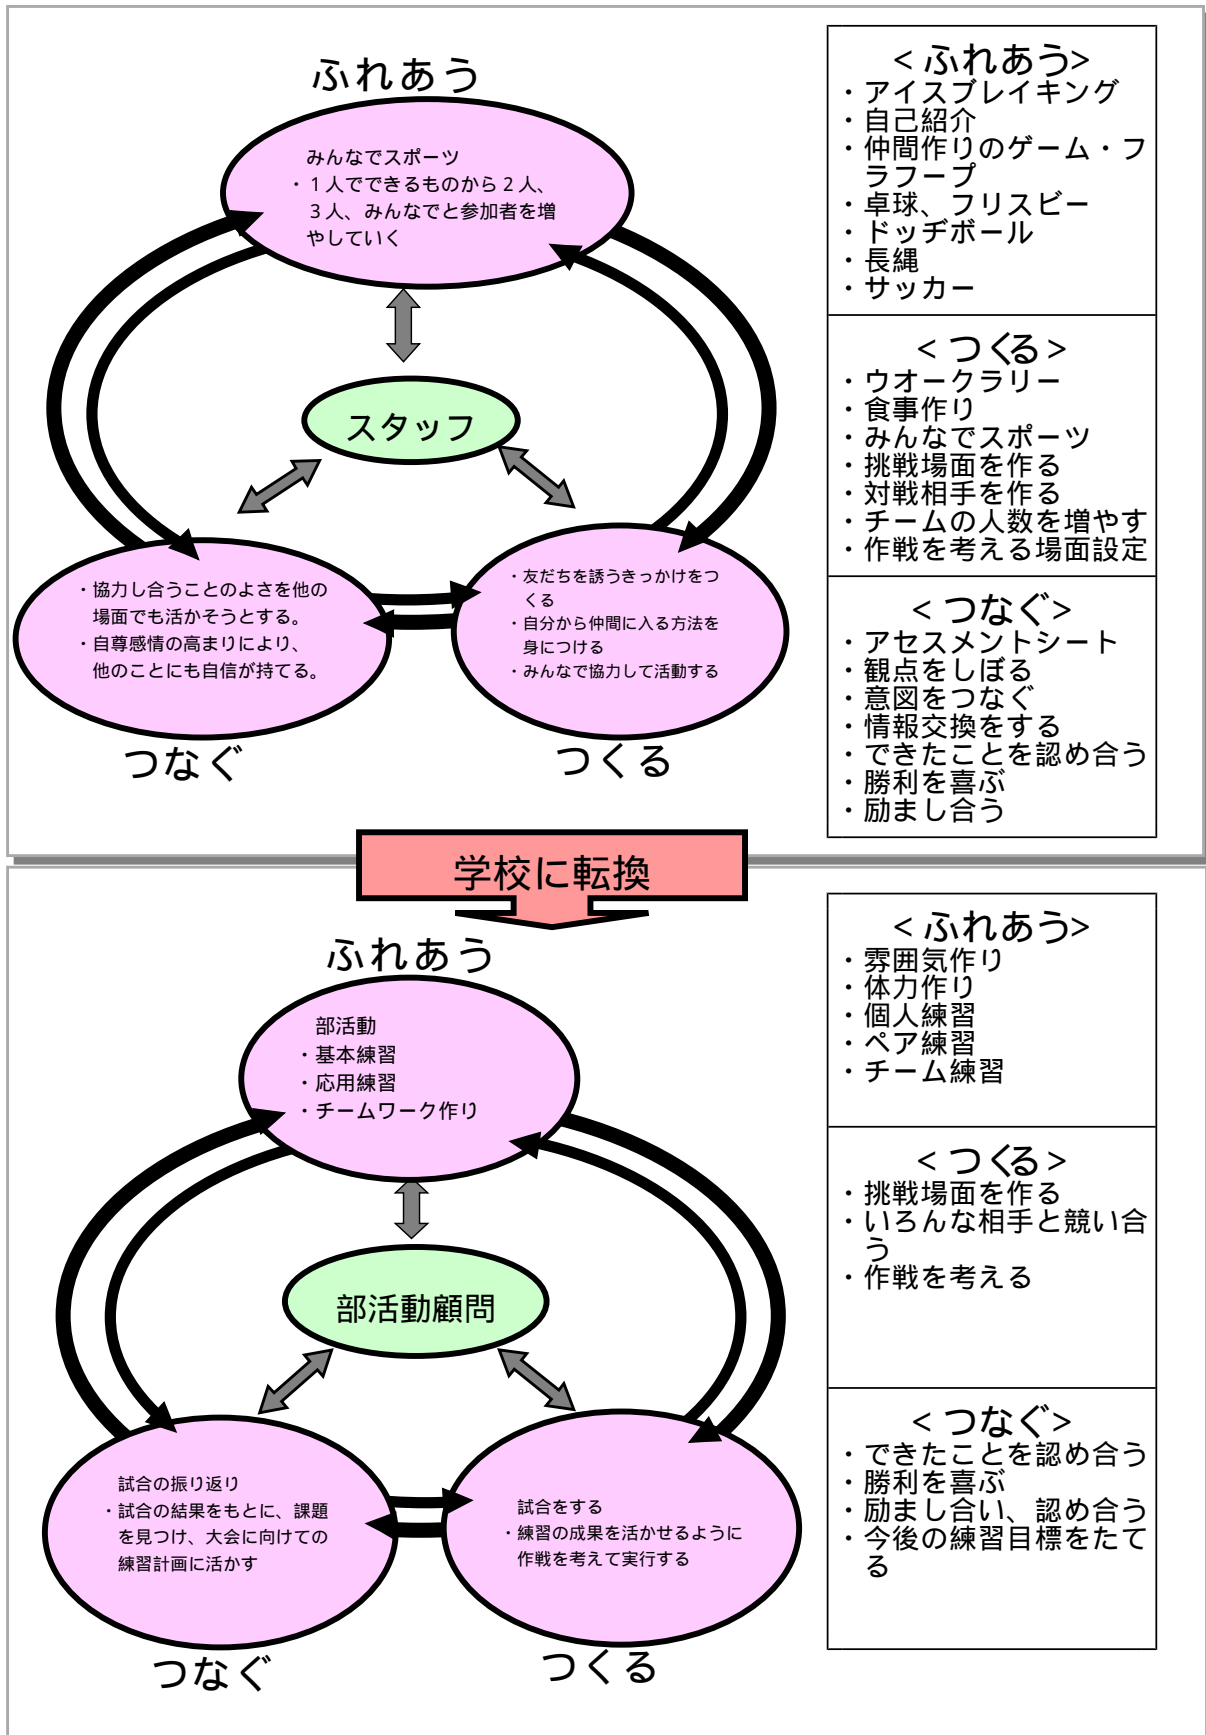 ふれあう
みんなでスポーツ
・1人でできるものから2人、
3人、みんなでと参加者を増
やしていく
スタッフ
・協力し合うことのよさを他の
場面でも活かそうとする。
・自尊感情の高まりにより、
他のことにも自信が持てる。
つなぐ
・友だちを誘うきっかけをつ
くる
・自分から仲間に入る方法を
身につける
・みんなで協力して活動する
つくる
<ふれあう>
・アイスブレイキング
・自己紹介
・仲間作りのゲーム・フ
ラフープ
・卓球、フリスビー
・ドッヂボール
・長縄
・サッカー
<つくる>
・ウオークラリー
・食事作り
・みんなでスポーツ
・挑戦場面を作る
・対戦相手を作る
・チームの人数を増やす
・作戦を考える場面設定
<つなぐ>
・アセスメントシート
・観点をしぼる
・意図をつなぐ
・情報交換をする
・できたことを認め合う
・勝利を喜ぶ
・励まし合う
学校に転換
ふれあう
部活動
・基本練習
・応用練習
・チームワーク作り
部活動顧問
試合の振り返り
・試合の結果をもとに、課題
を見つけ、大会に向けての
練習計画に活かす
つなぐ
試合をする
・練習の成果を活かせるように
作戦を考えて実行する
つくる
<ふれあう>
・雰囲気作り
・体力作り
・個人練習
・ペア練習
・チーム練習
<つくる>
・挑戦場面を作る
・いろんな相手と競い合
う
・作戦を考える
<つなぐ>
・できたことを認め合う
・勝利を喜ぶ
・励まし合い、認め合う
・今後の練習目標をたて
る